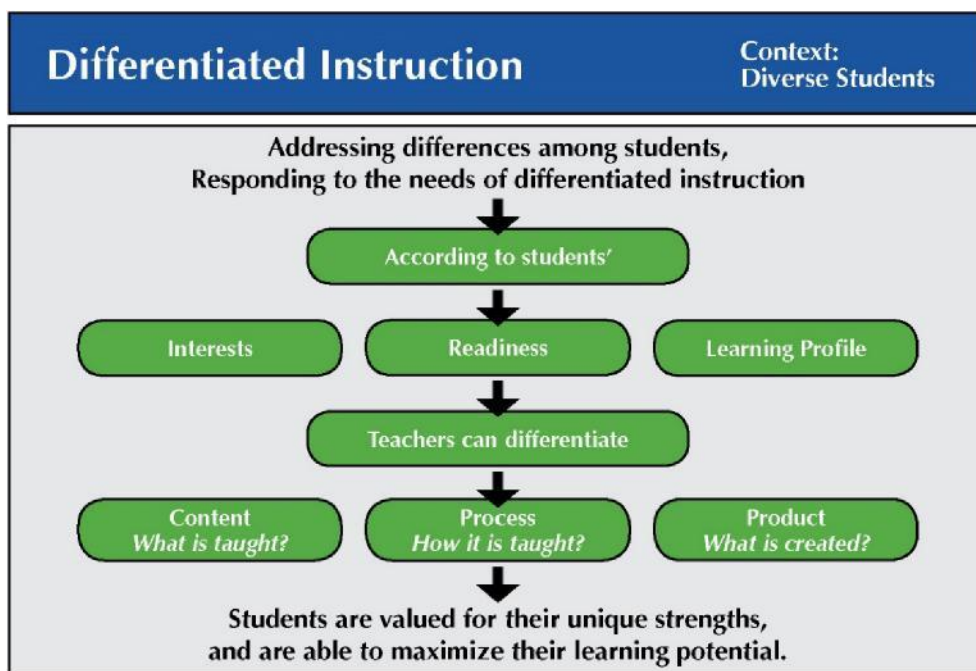 Differentiated Instruction
Context:
Diverse Students
Addressing differences among students,
Responding to the needs of differentiated instruction
According to students’
Interests
Readiness
Learning Profile
Teachers can differentiate
Content
What is taught?
Process
How it is taught?
Product
What is created?
Students are valued for their unique strengths,
and are able to maximize their learning potential.